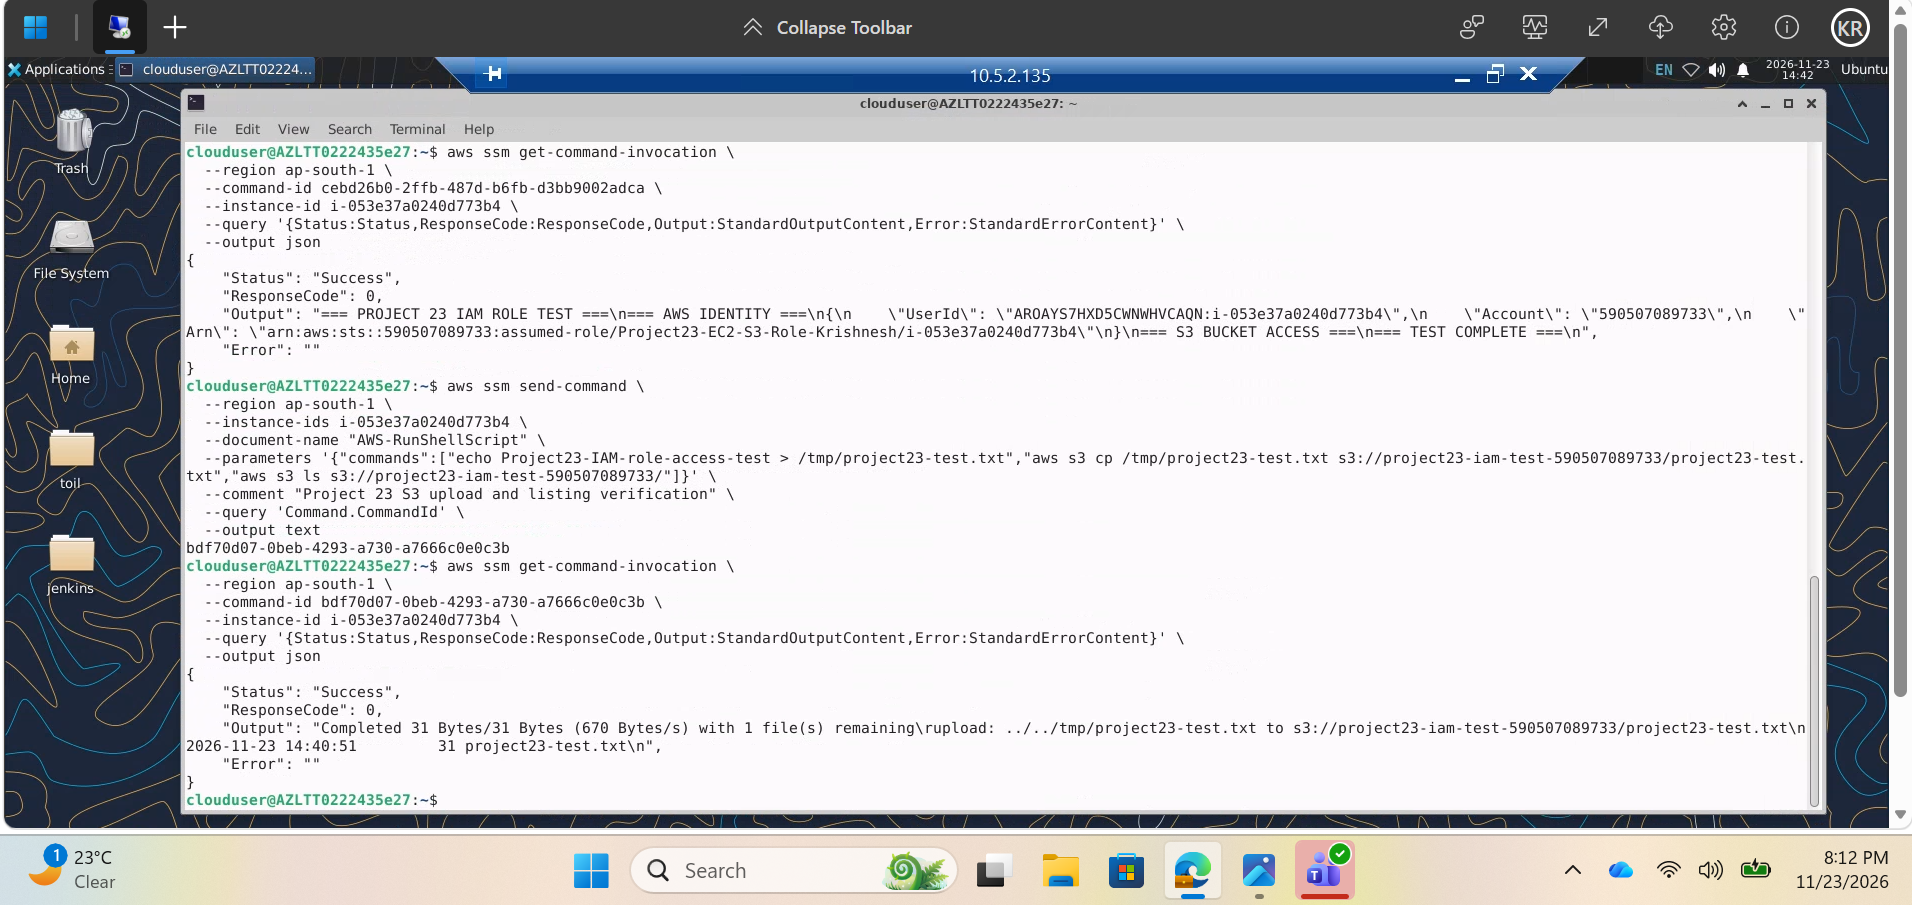 Collapse Toolbar
KR
Applications
clouduser@AZLTT02224...
10.5.2.135
EN
2026-11-23
14:42
Ubuntu
clouduser@AZLTT0222435e27: ~
File Edit View Search Terminal Help
Trash
File System
Home
toil
jenkins
clouduser@AZLTT0222435e27:~$ aws ssm get-command-invocation \
  --region ap-south-1 \
  --command-id cebd26b0-2ffb-487d-b6fb-d3bb9002adca \
  --instance-id i-053e37a0240d773b4 \
  --query '{Status:Status,ResponseCode:ResponseCode,Output:StandardOutputContent,Error:StandardErrorContent}' \
  --output json
{
    "Status": "Success",
    "ResponseCode": 0,
    "Output": "=== PROJECT 23 IAM ROLE TEST ===\n=== AWS IDENTITY ===\n{\n    \"UserId\": \"AROAYS7HXD5CWNWHVCAQN:i-053e37a0240d773b4\",\n    \"Account\": \"590507089733\",\n    \"
Arn\": \"arn:aws:sts::590507089733:assumed-role/Project23-EC2-S3-Role-Krishnesh/i-053e37a0240d773b4\"\n}\n=== S3 BUCKET ACCESS ===\n=== TEST COMPLETE ===\n",
    "Error": ""
}
clouduser@AZLTT0222435e27:~$ aws ssm send-command \
  --region ap-south-1 \
  --instance-ids i-053e37a0240d773b4 \
  --document-name "AWS-RunShellScript" \
  --parameters '{"commands":["echo Project23-IAM-role-access-test > /tmp/project23-test.txt","aws s3 cp /tmp/project23-test.txt s3://project23-iam-test-590507089733/project23-test.
txt","aws s3 ls s3://project23-iam-test-590507089733/"]}' \
  --comment "Project 23 S3 upload and listing verification" \
  --query 'Command.CommandId' \
  --output text
bdf70d07-0beb-4293-a730-a7666c0e0c3b
clouduser@AZLTT0222435e27:~$ aws ssm get-command-invocation \
  --region ap-south-1 \
  --command-id bdf70d07-0beb-4293-a730-a7666c0e0c3b \
  --instance-id i-053e37a0240d773b4 \
  --query '{Status:Status,ResponseCode:ResponseCode,Output:StandardOutputContent,Error:StandardErrorContent}' \
  --output json
{
    "Status": "Success",
    "ResponseCode": 0,
    "Output": "Completed 31 Bytes/31 Bytes (670 Bytes/s) with 1 file(s) remaining\rupload: ../../tmp/project23-test.txt to s3://project23-iam-test-590507089733/project23-test.txt\n
2026-11-23 14:40:51         31 project23-test.txt\n",
    "Error": ""
}
clouduser@AZLTT0222435e27:~$
1
23°C
Clear
Search
8:12 PM
11/23/2026